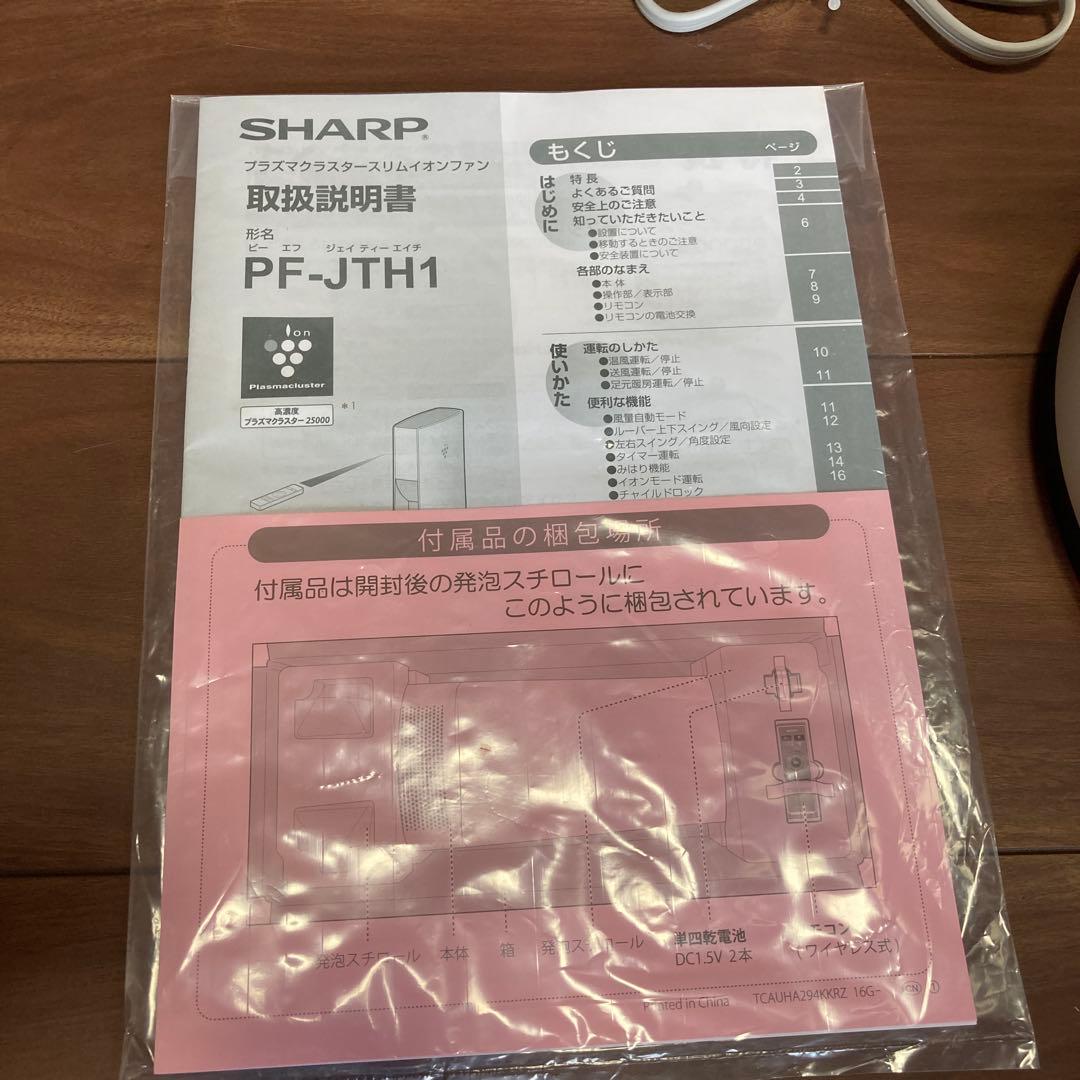 SHARP®
プラズマクラスタースリムイオンファン
取扱説明書
形名
ピー エフ ジェイ ティー エイチ
PF-JTH1
ion
Plasmacluster
高濃度
プラズマクラスター 25000
＊1
もくじ ページ
はじめに
特長 2
よくあるご質問 3
安全上のご注意 4
知っていただきたいこと 6
●設置について
●移動するときのご注意
●安全装置について
各部のなまえ
●本体 7
●操作部／表示部 8
●リモコン 9
●リモコンの電池交換
使いかた
運転のしかた
●温風運転／停止 10
●送風運転／停止
●足元暖房運転／停止 11
便利な機能
●風量自動モード 11
●ルーバー上下スイング／風向設定 12
●左右スイング／角度設定
●タイマー運転 13
●みはり機能 14
●イオンモード運転 16
●チャイルドロック
付属品の梱包場所
付属品は開封後の発泡スチロールに
このように梱包されています。
発泡スチロール 本体 箱 発泡スチロール 単四乾電池
DC1.5V 2本
(ワイヤレス式)
Printed in China TCAUHA294KKRZ 16G- CN ①